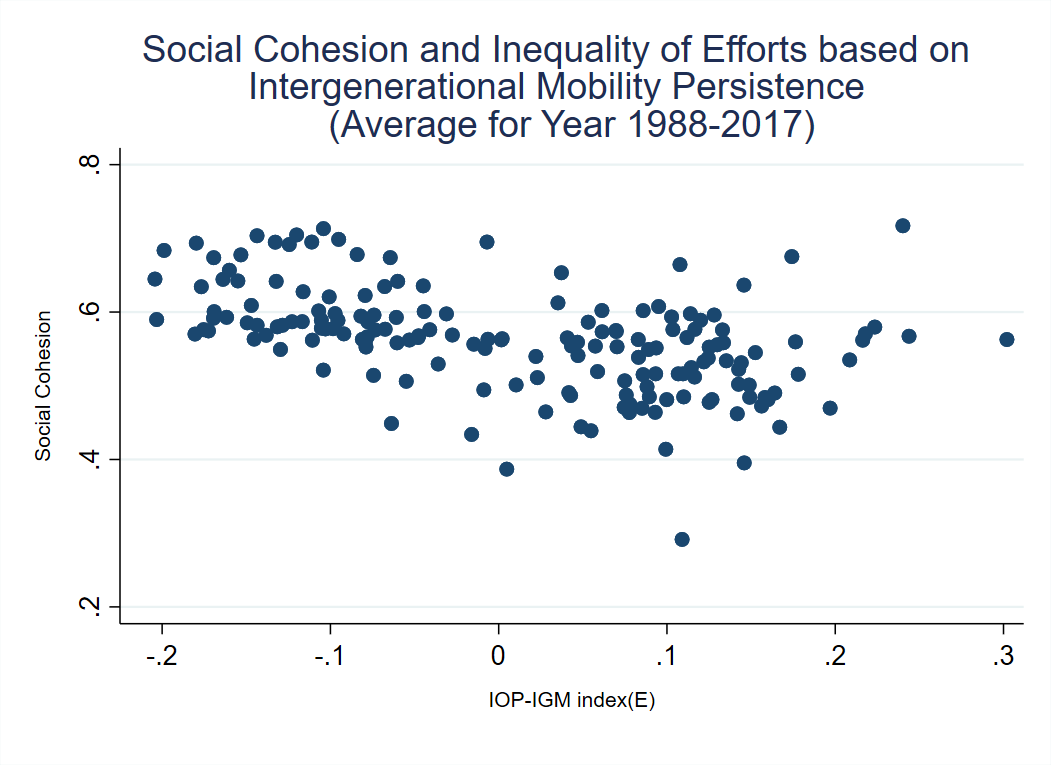 Social Cohesion and Inequality of Efforts based on
Intergenerational Mobility Persistence
(Average for Year 1988-2017)
.8
.6
.4
.2
Social Cohesion
-.2 -.1 0 .1 .2 .3
IOP-IGM index(E)